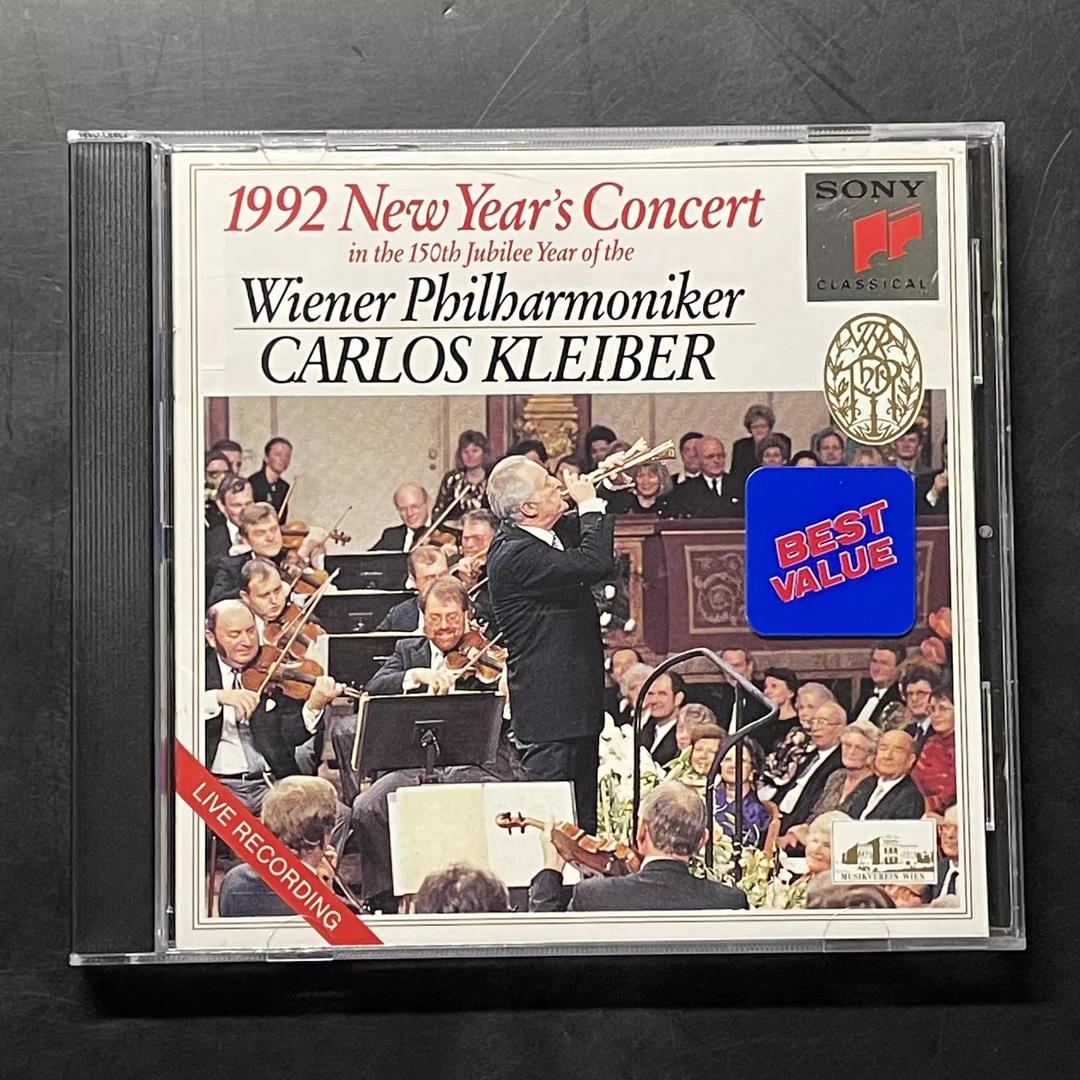 1992 New Year's Concert
in the 150th Jubilee Year of the
Wiener Philharmoniker
CARLOS KLEIBER
SONY
CLASSICAL
BEST
VALUE
LIVE RECORDING
MUSIKVEREIN WIEN